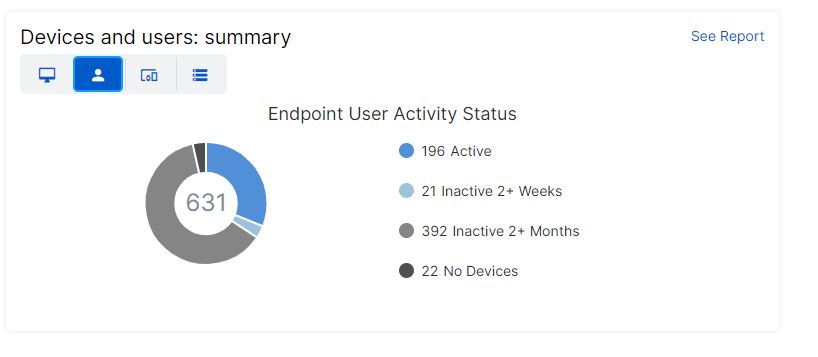 Devices and users: summary
See Report
Endpoint User Activity Status
631
196 Active
21 Inactive 2+ Weeks
392 Inactive 2+ Months
22 No Devices